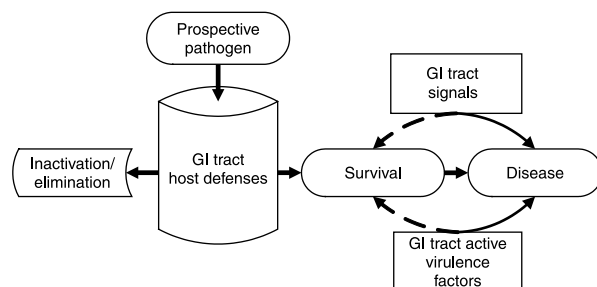 Prospective
pathogen
GI tract
signals
GI tract
host defenses
Inactivation/
elimination
Survival
Disease
GI tract active
virulence
factors